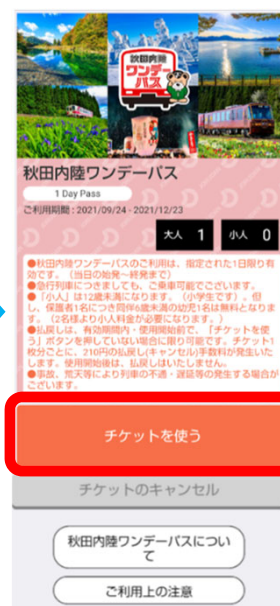 秋田内陸
ワンデー
パス
秋田内陸ワンデーパス
1 Day Pass
ご利用期間 : 2021/09/24 - 2021/12/23
大人 1 小人 0
●秋田内陸ワンデーパスのご利用は、指定された1日限り有
効です。(当日の始発〜終発まで)
●急行列車につきましても、ご乗車可能でございます。
●「小人」は12歳未満になります。(小学生です)。但
し、保護者1名につき同伴6歳未満の幼児1名は無料となりま
す。(2名様より小人料金が必要になります。)
●払戻しは、有効期間内・使用開始前で、「チケットを使
う」ボタンを押していない場合に限り可能です。チケット1
枚分ごとに、210円の払戻し(キャンセル)手数料が発生いた
します。使用開始後は、払戻しはいたしません。
●事故、荒天等により列車の不通・遅延等の発生する場合が
ございます。
チケットを使う
チケットのキャンセル
秋田内陸ワンデーパスについ
て
ご利用上の注意